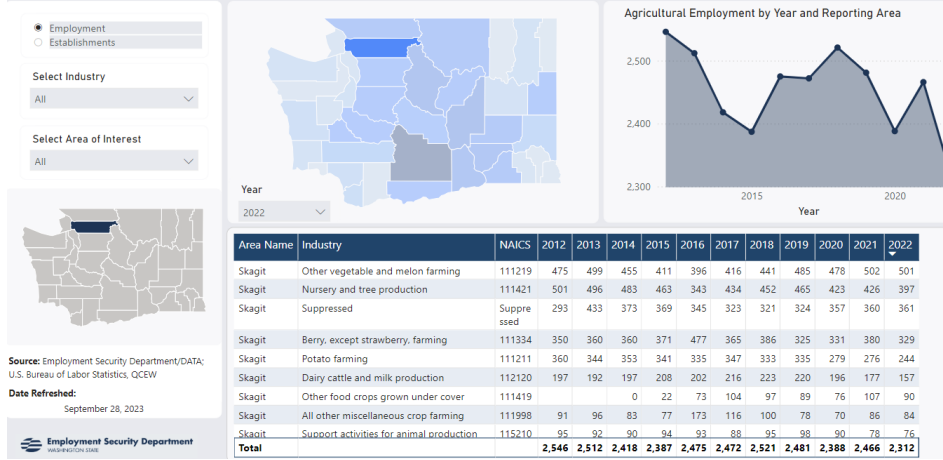 Employment
Establishments
Select Industry
All
Select Area of Interest
All
Year
2022
Agricultural Employment by Year and Reporting Area
2,500
2,400
2,300
2015 2020
Year
Area Name Industry NAICS 2012 2013 2014 2015 2016 2017 2018 2019 2020 2021 2022
Skagit Other vegetable and melon farming 111219 475 499 455 411 396 416 441 485 478 502 501
Skagit Nursery and tree production 111421 501 496 483 463 343 434 452 465 423 426 397
Skagit Suppressed Suppre 293 433 373 369 345 323 321 324 357 360 361
ssed
Skagit Berry, except strawberry, farming 111334 350 360 360 371 477 365 386 325 331 380 329
Skagit Potato farming 111211 360 344 353 341 335 347 333 335 279 276 244
Skagit Dairy cattle and milk production 112120 197 192 197 208 202 216 223 220 196 177 157
Skagit Other food crops grown under cover 111419 0 22 73 104 97 89 76 107 90
Skagit All other miscellaneous crop farming 111998 91 96 83 77 173 116 100 78 70 86 84
Skagit Support activities for animal production 115210 95 92 90 94 93 88 95 98 90 78 76
Total 2,546 2,512 2,418 2,387 2,475 2,472 2,521 2,481 2,388 2,466 2,312
Source: Employment Security Department/DATA;
U.S. Bureau of Labor Statistics, QCEW
Date Refreshed:
September 28, 2023
Employment Security Department
WASHINGTON STATE